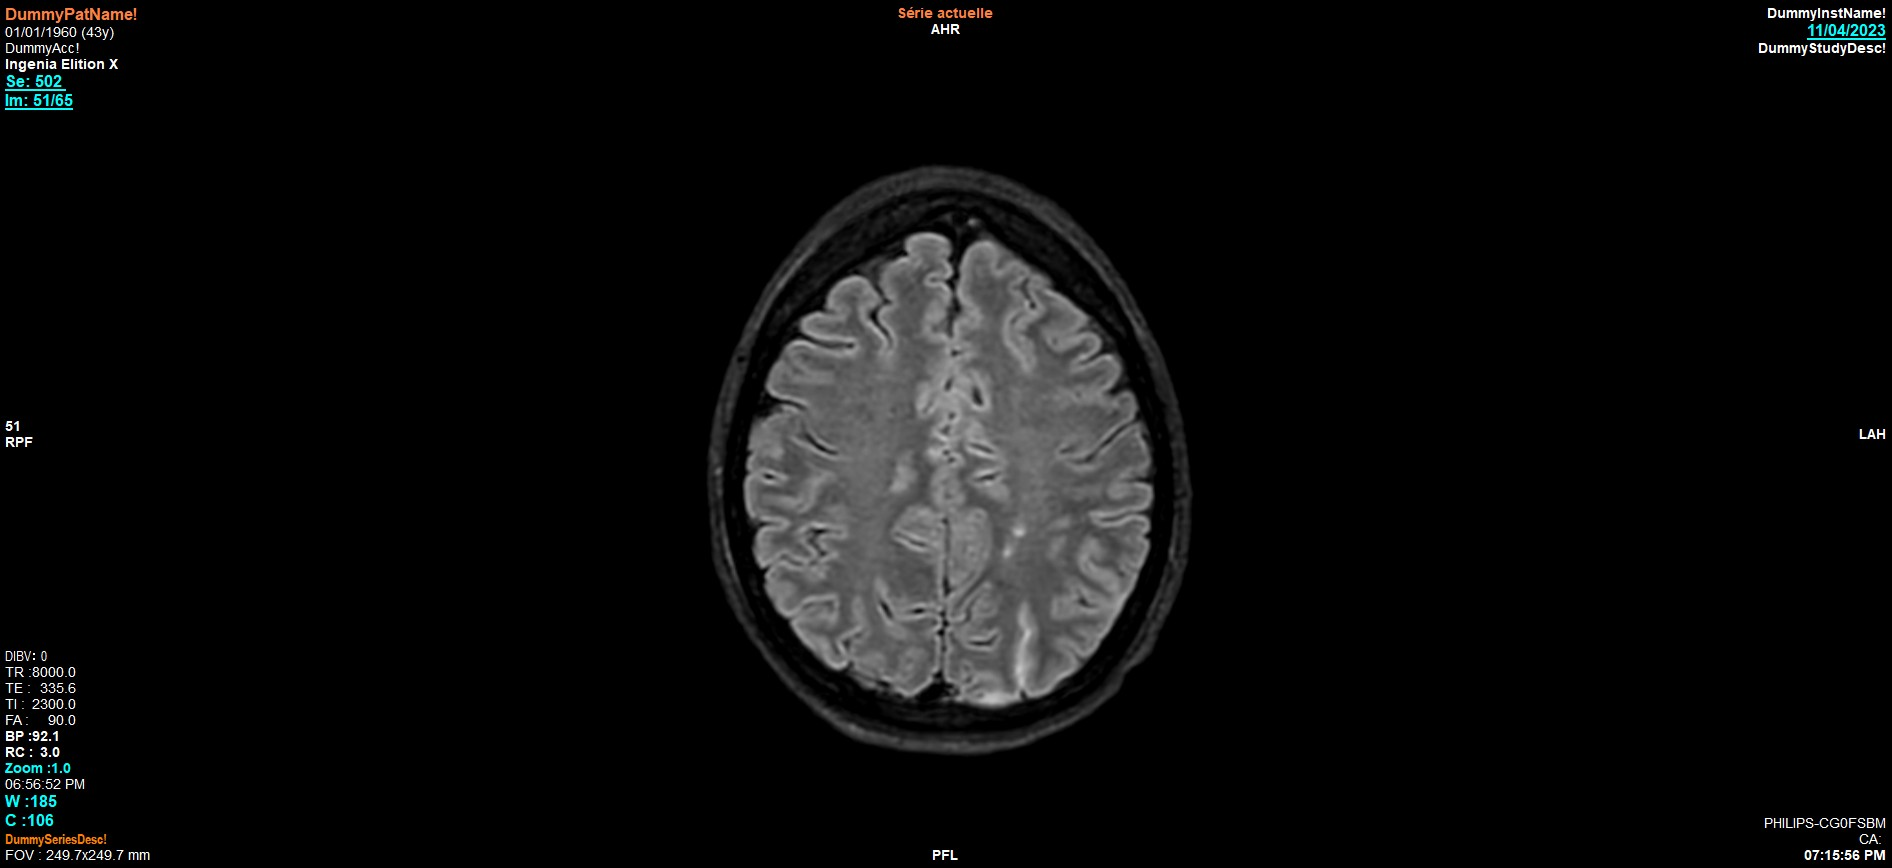 DummyPatName!
01/01/1960 (43y)
DummyAcc!
Ingenia Elition X
Se: 502
Im: 51/65
Série actuelle
AHR
DummyInstName!
11/04/2023
DummyStudyDesc!
51
RPF
LAH
DIBV: 0
TR :8000.0
TE : 335.6
TI : 2300.0
FA : 90.0
BP :92.1
RC : 3.0
Zoom :1.0
06:56:52 PM
W :185
C :106
DummySeriesDesc!
FOV : 249.7x249.7 mm
PFL
PHILIPS-CG0FSBM
CA:
07:15:56 PM